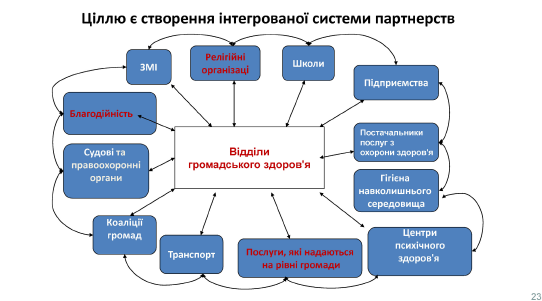 Ціллю є створення інтегрованої системи партнерств
ЗМІ
Релігійні
організаці
Школи
Підприємства
Благодійність
Постачальники
послуг з
охорони здоров'я
Відділи
громадського здоров'я
Судові та
правоохоронні
органи
Гігієна
навколишнього
середовища
Коаліції
громад
Транспорт
Послуги, які надаються
на рівні громади
Центри
психічного
здоров'я
23